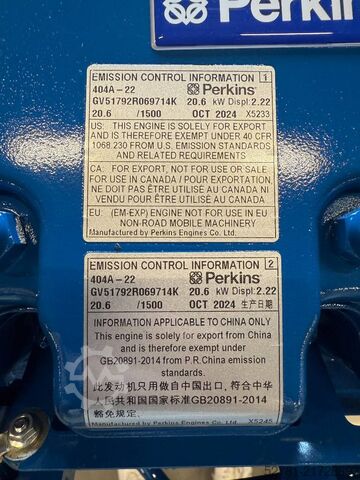 Perkins
EMISSION CONTROL INFORMATION 1
404A-22 Perkins
GV51792R069714K 20.6 kW Displ:2.22
20.6 /1500 OCT 2024 X5233
US: THIS ENGINE IS SOLELY FOR EXPORT
AND IS THEREFORE EXEMPT UNDER 40 CFR
1068.230 FROM U.S. EMISSION STANDARDS
AND RELATED REQUIREMENTS
CA: FOR EXPORT, NOT FOR USE OR SALE
FOR USE IN CANADA / POUR EXPORTATION
NE PAS UTILISER NI VENDRE EN VUE
D'UTILISATION AU CANADA
EU: (EM-EXP) ENGINE NOT FOR USE IN EU
NON-ROAD MOBILE MACHINERY
Manufactured by Perkins Engines Co. Ltd.
EMISSION CONTROL INFORMATION 2
404A-22 Perkins
GV51792R069714K 20.6 kW Displ:2.22
20.6 /1500 OCT 2024 生产日期
INFORMATION APPLICABLE TO CHINA ONLY
This engine is solely for export from China
and is therefore exempt under
GB20891-2014 from P.R.China emission
standards.
此发动机只用做自中国出口,符合中华
人民共和国国家标准GB20891-2014
豁免规定.
Manufactured by Perkins Engines Co. Ltd. X5245